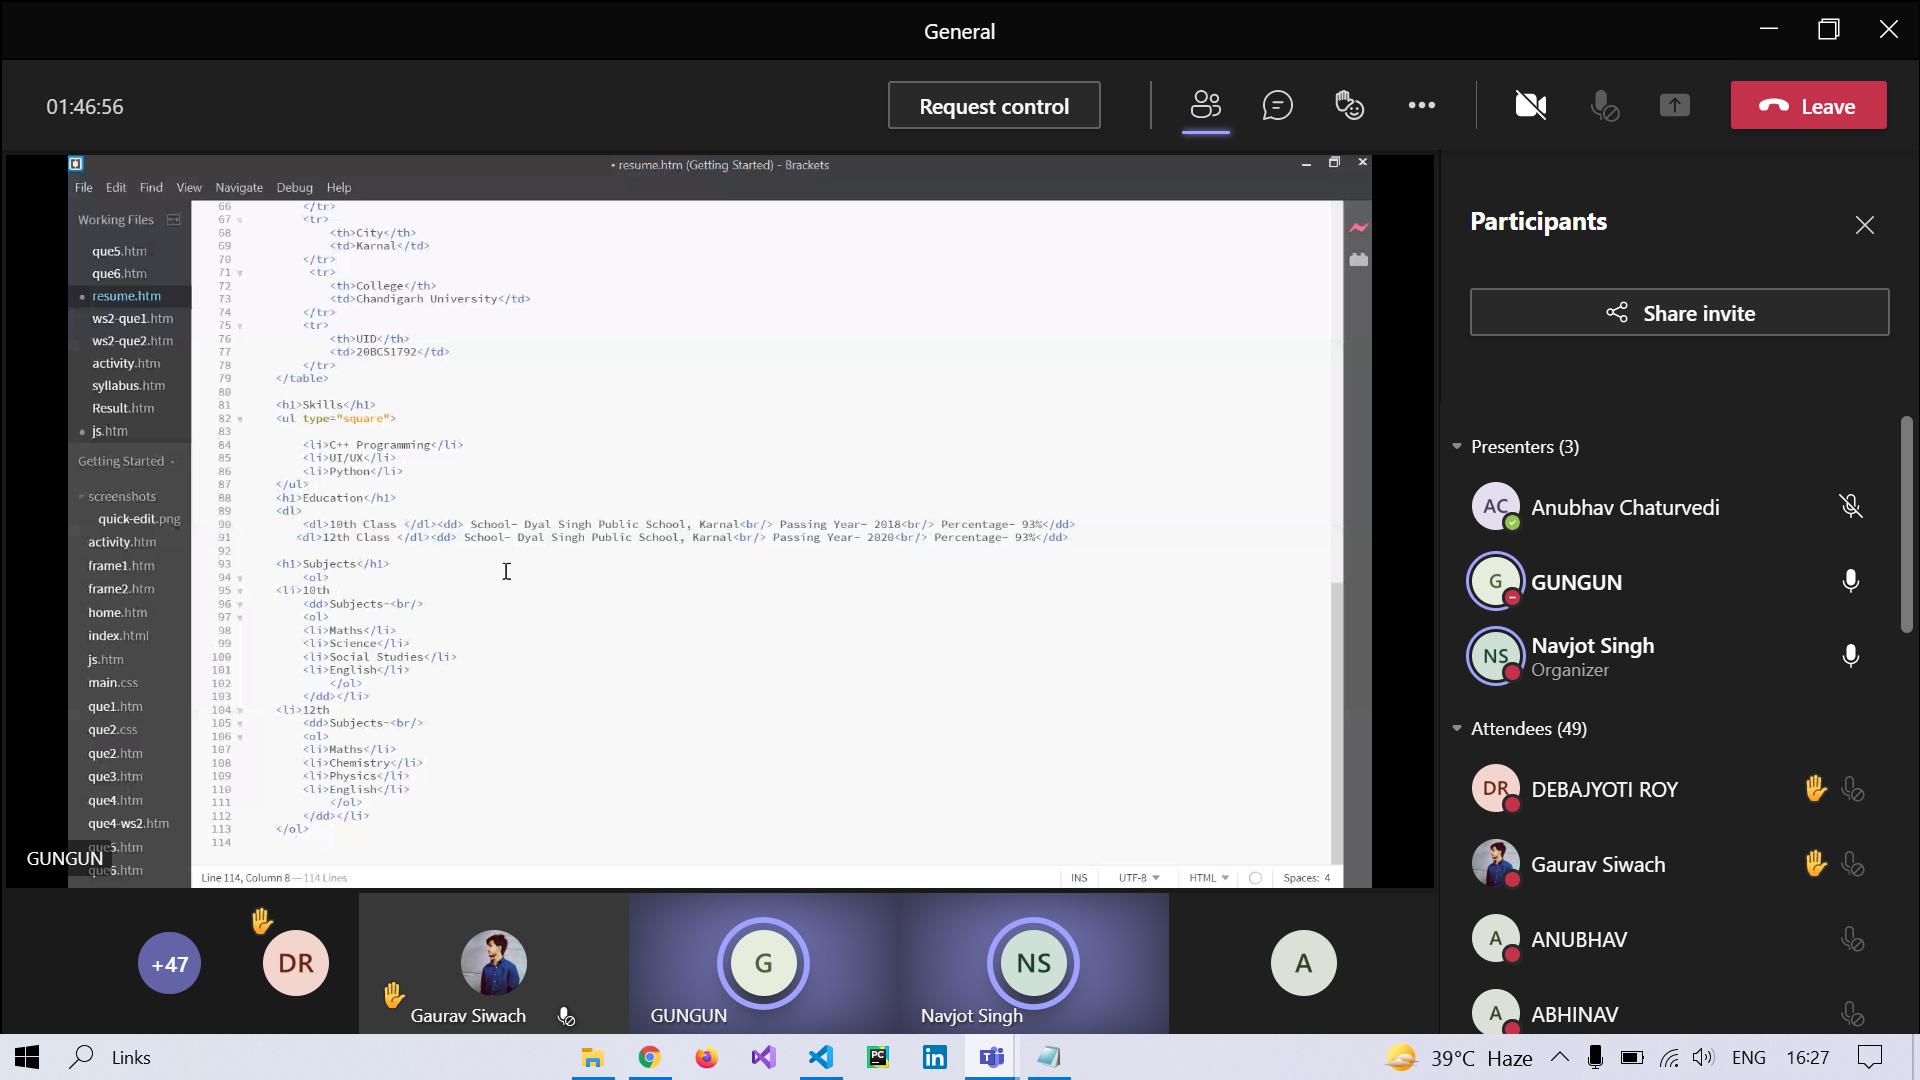 General
01:46:56
Request control
Leave
• resume.htm (Getting Started) - Brackets
File Edit Find View Navigate Debug Help
Working Files
que5.htm
que6.htm
resume.htm
ws2-que1.htm
ws2-que2.htm
activity.htm
syllabus.htm
Result.htm
js.htm
Getting Started
screenshots
quick-edit.png
activity.htm
frame1.htm
frame2.htm
home.htm
index.html
js.htm
main.css
que1.htm
que2.css
que2.htm
que3.htm
que4.htm
que4-ws2.htm
que5.htm
que6.htm
GUNGUN
66 </tr>
67 <tr>
68 <th>City</th>
69 <td>Karnal</td>
70 </tr>
71 <tr>
72 <th>College</th>
73 <td>Chandigarh University</td>
74 </tr>
75 <tr>
76 <th>UID</th>
77 <td>20BCS1792</td>
78 </tr>
79 </table>
80
81 <h1>Skills</h1>
82 <ul type="square">
83
84 <li>C++ Programming</li>
85 <li>UI/UX</li>
86 <li>Python</li>
87 </ul>
88 <h1>Education</h1>
89 <dl>
90 <dl>10th Class </dl><dd> School- Dyal Singh Public School, Karnal<br/> Passing Year- 2018<br/> Percentage- 93%</dd>
91 <dl>12th Class </dl><dd> School- Dyal Singh Public School, Karnal<br/> Passing Year- 2020<br/> Percentage- 93%</dd>
92
93 <h1>Subjects</h1>
94 <ol>
95 <li>10th
96 <dd>Subjects-<br/>
97 <ol>
98 <li>Maths</li>
99 <li>Science</li>
100 <li>Social Studies</li>
101 <li>English</li>
102 </ol>
103 </dd></li>
104 <li>12th
105 <dd>Subjects-<br/>
106 <ol>
107 <li>Maths</li>
108 <li>Chemistry</li>
109 <li>Physics</li>
110 <li>English</li>
111 </ol>
112 </dd></li>
113 </ol>
114
Line 114, Column 8 — 114 Lines
INS UTF-8 HTML Spaces: 4
Participants
Share invite
Presenters (3)
AC Anubhav Chaturvedi
G GUNGUN
NS Navjot Singh
Organizer
Attendees (49)
DR DEBAJYOTI ROY
Gaurav Siwach
A ANUBHAV
A ABHINAV
+47
DR
Gaurav Siwach
G
GUNGUN
NS
Navjot Singh
A
Links
PC
in
39°C Haze
ENG
16:27